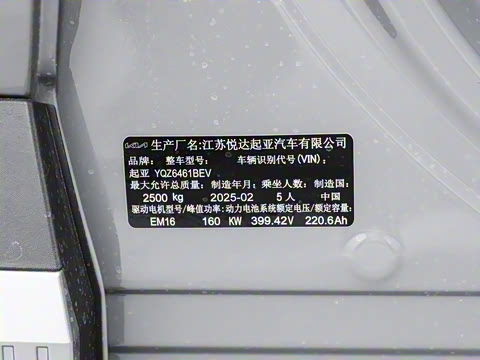 KIA 生产厂名:江苏悦达起亚汽车有限公司
品牌: 整车型号: 车辆识别代号(VIN):
起亚 YQZ6461BEV
最大允许总质量: 制造年月: 乘坐人数: 制造国:
2500 kg 2025-02 5人 中国
驱动电机型号/峰值功率:动力电池系统额定电压/额定容量:
EM16 160 KW 399.42V 220.6Ah